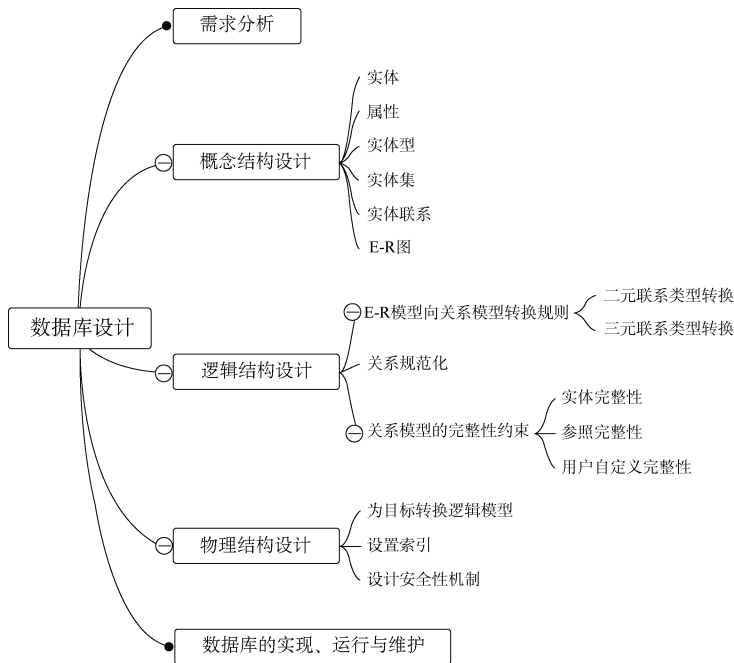 需求分析
概念结构设计
实体
属性
实体型
实体集
实体联系
E-R图
数据库设计
逻辑结构设计
E-R模型向关系模型转换规则
二元联系类型转换
三元联系类型转换
关系规范化
关系模型的完整性约束
实体完整性
参照完整性
用户自定义完整性
物理结构设计
为目标转换逻辑模型
设置索引
设计安全性机制
数据库的实现、运行与维护